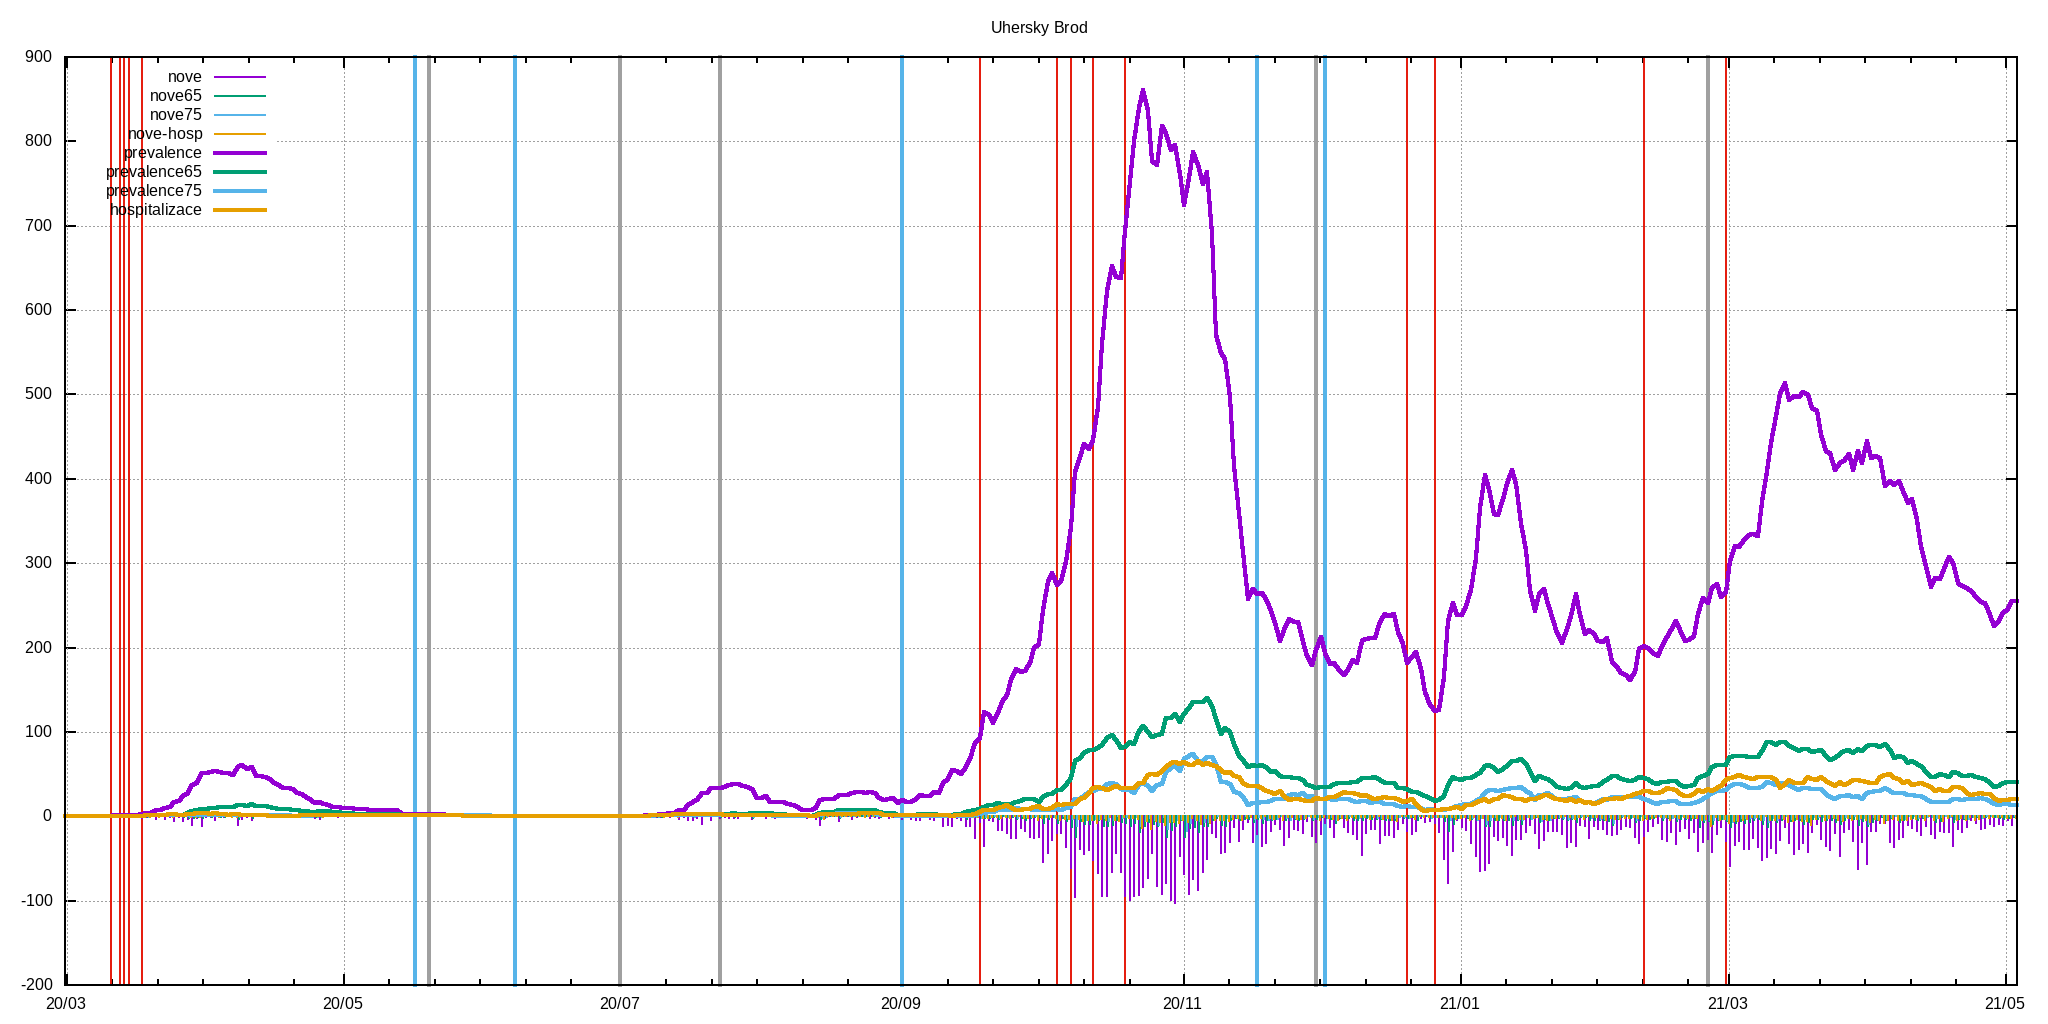 Uhersky Brod
900
800
700
600
500
400
300
200
100
0
-100
-200
nove
nove65
nove75
nove-hosp
prevalence
prevalence65
prevalence75
hospitalizace
20/03 20/05 20/07 20/09 20/11 21/01 21/03 21/05